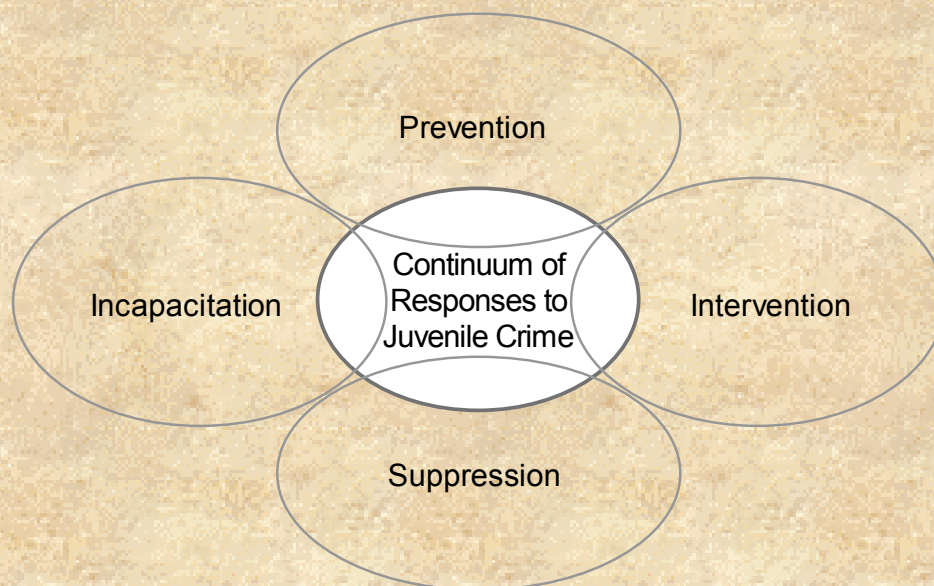 Prevention
Incapacitation
Continuum of
Responses to
Juvenile Crime
Intervention
Suppression